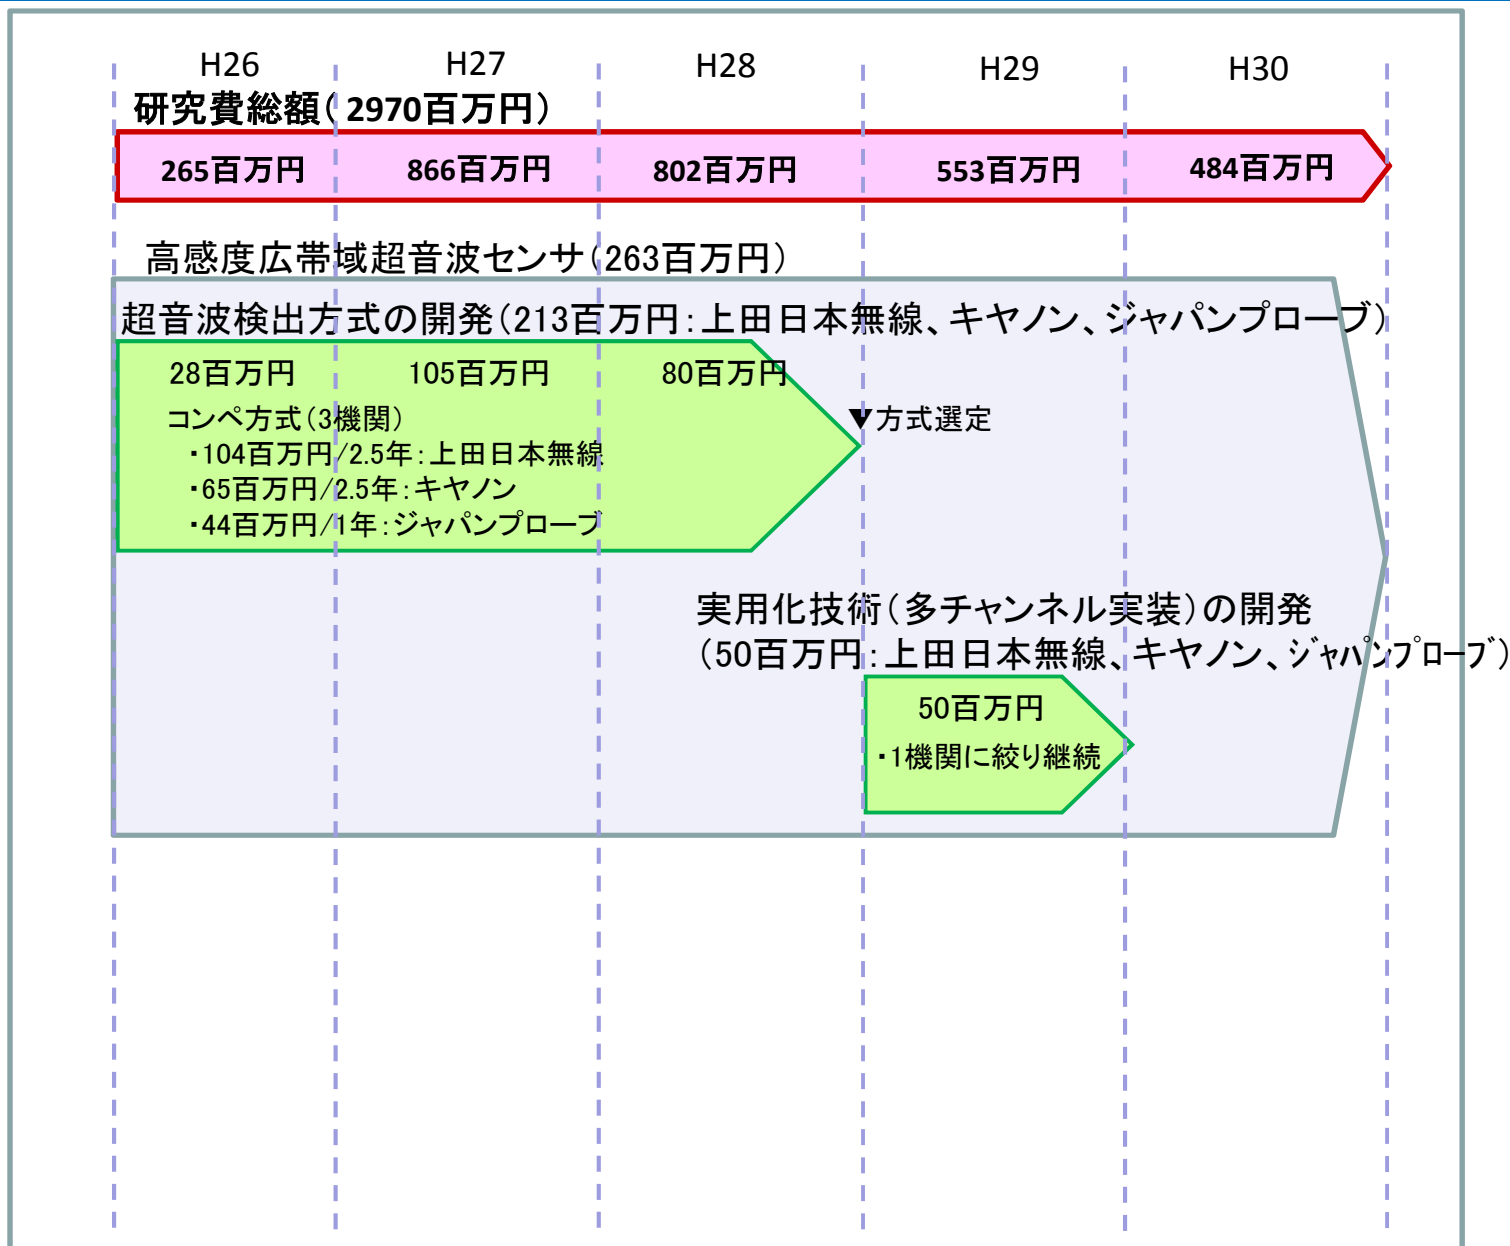 H26 H27 H28 H29 H30
研究費総額（ 2970百万円）
265百万円 866百万円 802百万円 553百万円 484百万円
高感度広帯域超音波センサ（263百万円）
超音波検出方式の開発（213百万円：上田日本無線、キヤノン、ジャパンプローブ）
28百万円 105百万円 80百万円
コンペ方式（3機関）
▼方式選定
・104百万円/2.5年：上田日本無線
・65百万円/2.5年：キヤノン
・44百万円/1年：ジャパンプローブ
実用化技術（多チャンネル実装）の開発
（50百万円：上田日本無線、キヤノン、ｼﾞｬﾊﾟﾝﾌﾟﾛｰﾌﾞ）
50百万円
・1機関に絞り継続